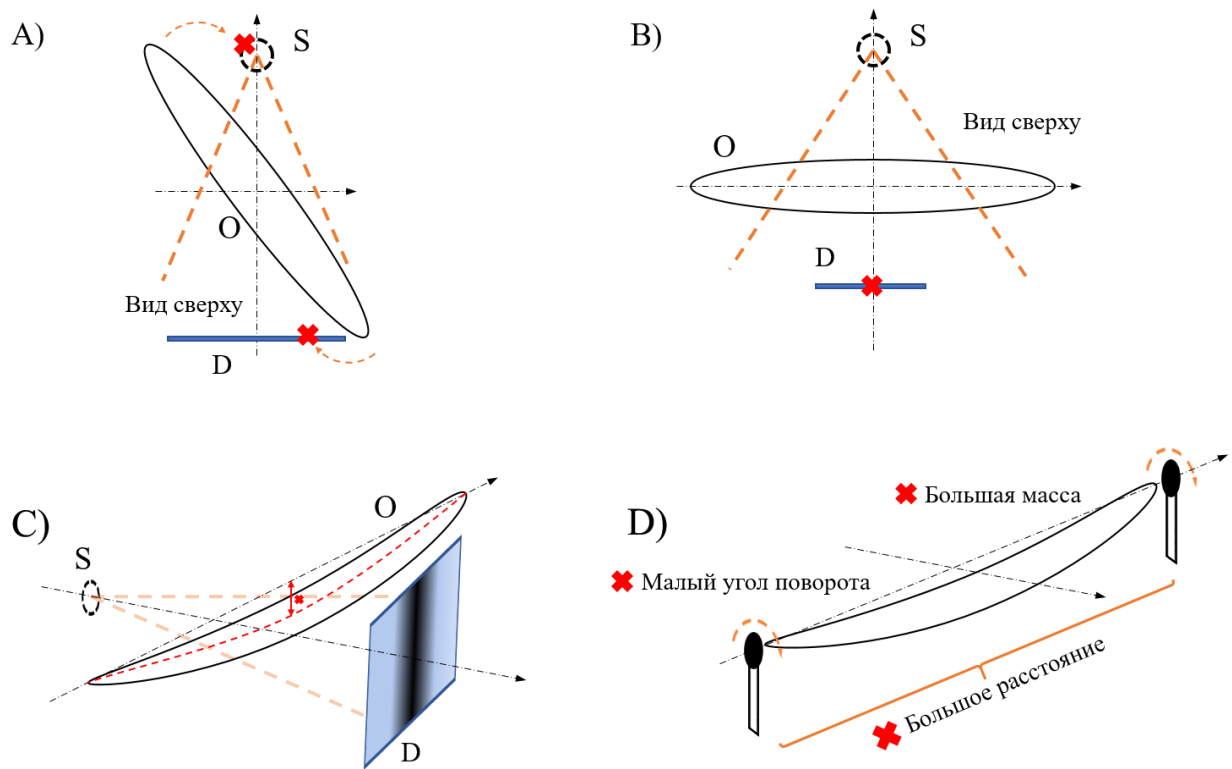 A)
S
O
Вид сверху
D
B)
S
Вид сверху
O
D
C)
S
O
D
D)
Большая масса
Малый угол поворота
Большое расстояние